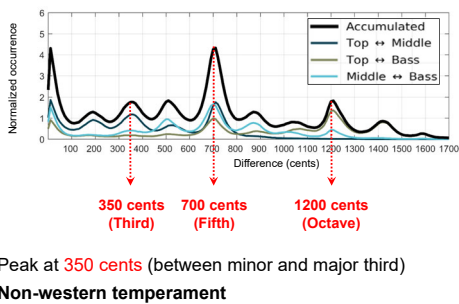 6
5
4
3
2
1
0
Normalized occurrence
Accumulated
Top ↔ Middle
Top ↔ Bass
Middle ↔ Bass
100 200 300 400 500 600 700 800 900 1000 1100 1200 1300 1400 1500 1600 1700
Difference (cents)
350 cents 700 cents 1200 cents
(Third) (Fifth) (Octave)
Peak at 350 cents (between minor and major third)
Non-western temperament